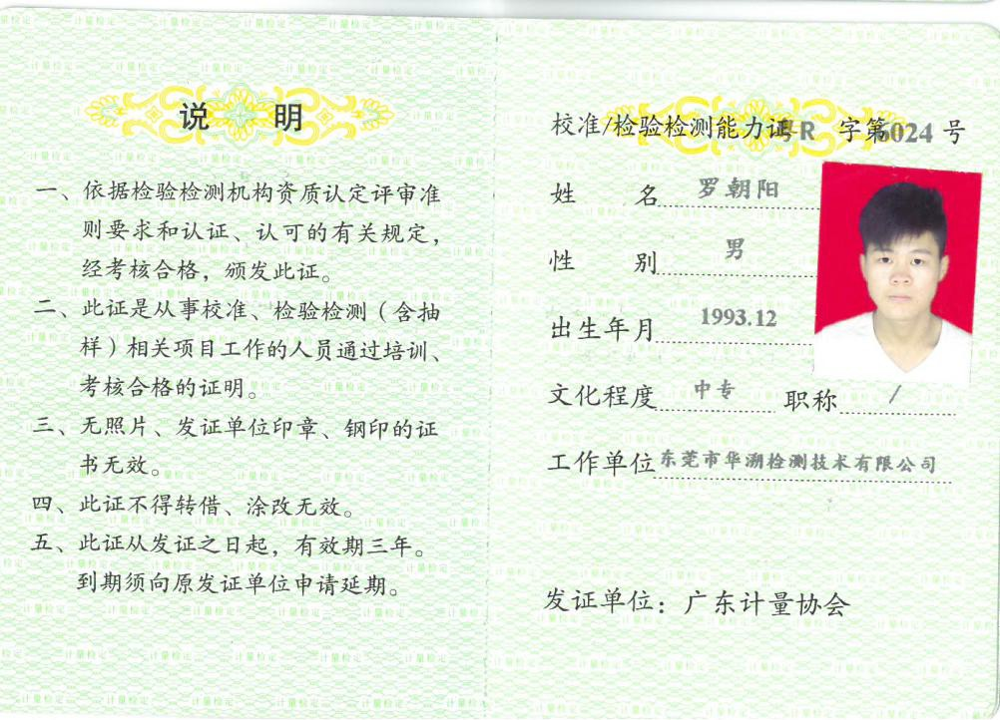 说 明
一、依据检验检测机构资质认定评审准
则要求和认证、认可的有关规定，
经考核合格，颁发此证。
二、此证是从事校准、检验检测（含抽
样）相关项目工作的人员通过培训、
考核合格的证明。
三、无照片、发证单位印章、钢印的证
书无效。
四、此证不得转借、涂改无效。
五、此证从发证之日起，有效期三年。
到期须向原发证单位申请延期。
校准/检验检测能力证粤R 字第6024 号
姓 名 罗朝阳
性 别 男
出生年月 1993.12
文化程度 中专 职称 /
工作单位 东莞市华溯检测技术有限公司
发证单位：广东计量协会